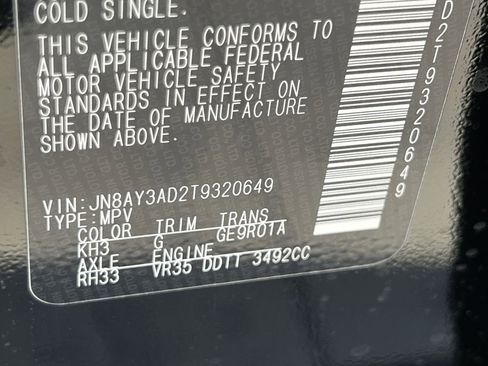 COLD SINGLE.
THIS VEHICLE CONFORMS TO
ALL APPLICABLE FEDERAL
MOTOR VEHICLE SAFETY
STANDARDS IN EFFECT ON
THE DATE OF MANUFACTURE
SHOWN ABOVE.
VIN:JN8AY3AD2T9320649
TYPE:MPV
COLOR TRIM TRANS
KH3 G GE9R01A
AXLE ENGINE
RH33 VR35 DDTT 3492CC
D2T9320649